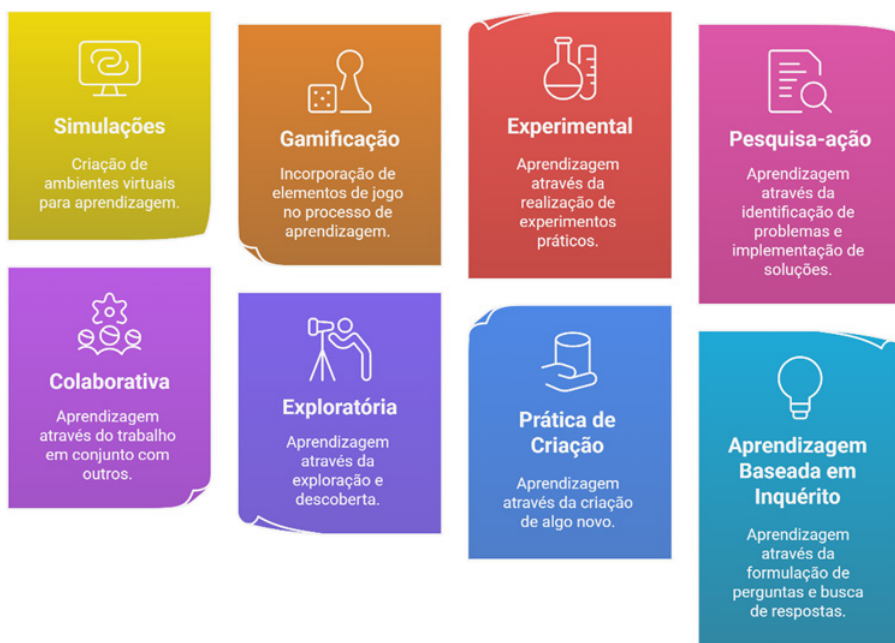 Simulações
Criação de
ambientes virtuais
para aprendizagem.
Gamificação
Incorporação de
elementos de jogo
no processo de
aprendizagem.
Experimental
Aprendizagem
através da
realização de
experimentos
práticos.
Pesquisa-ação
Aprendizagem
através da
identificação de
problemas e
implementação de
soluções.
Colaborativa
Aprendizagem
através do trabalho
em conjunto com
outros.
Exploratória
Aprendizagem
através da
exploração e
descoberta.
Prática de
Criação
Aprendizagem
através da criação
de algo novo.
Aprendizagem
Baseada em
Inquérito
Aprendizagem
através da
formulação de
perguntas e busca
de respostas.